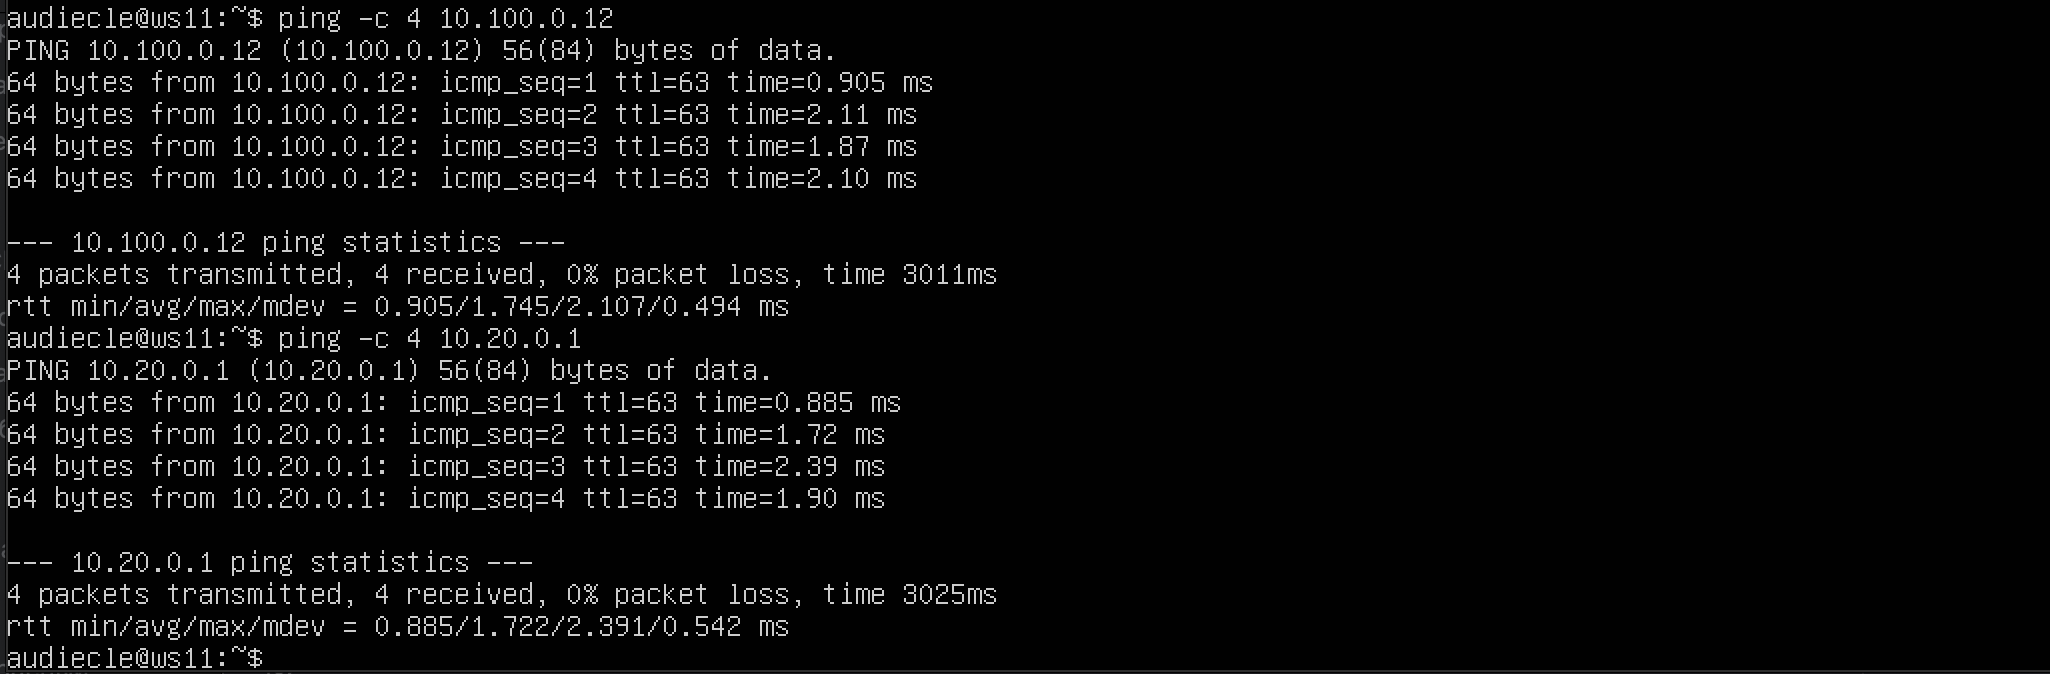 audiecle@ws11:~$ ping -c 4 10.100.0.12
PING 10.100.0.12 (10.100.0.12) 56(84) bytes of data.
64 bytes from 10.100.0.12: icmp_seq=1 ttl=63 time=0.905 ms
64 bytes from 10.100.0.12: icmp_seq=2 ttl=63 time=2.11 ms
64 bytes from 10.100.0.12: icmp_seq=3 ttl=63 time=1.87 ms
64 bytes from 10.100.0.12: icmp_seq=4 ttl=63 time=2.10 ms

--- 10.100.0.12 ping statistics ---
4 packets transmitted, 4 received, 0% packet loss, time 3011ms
rtt min/avg/max/mdev = 0.905/1.745/2.107/0.494 ms
audiecle@ws11:~$ ping -c 4 10.20.0.1
PING 10.20.0.1 (10.20.0.1) 56(84) bytes of data.
64 bytes from 10.20.0.1: icmp_seq=1 ttl=63 time=0.885 ms
64 bytes from 10.20.0.1: icmp_seq=2 ttl=63 time=1.72 ms
64 bytes from 10.20.0.1: icmp_seq=3 ttl=63 time=2.39 ms
64 bytes from 10.20.0.1: icmp_seq=4 ttl=63 time=1.90 ms

--- 10.20.0.1 ping statistics ---
4 packets transmitted, 4 received, 0% packet loss, time 3025ms
rtt min/avg/max/mdev = 0.885/1.722/2.391/0.542 ms
audiecle@ws11:~$